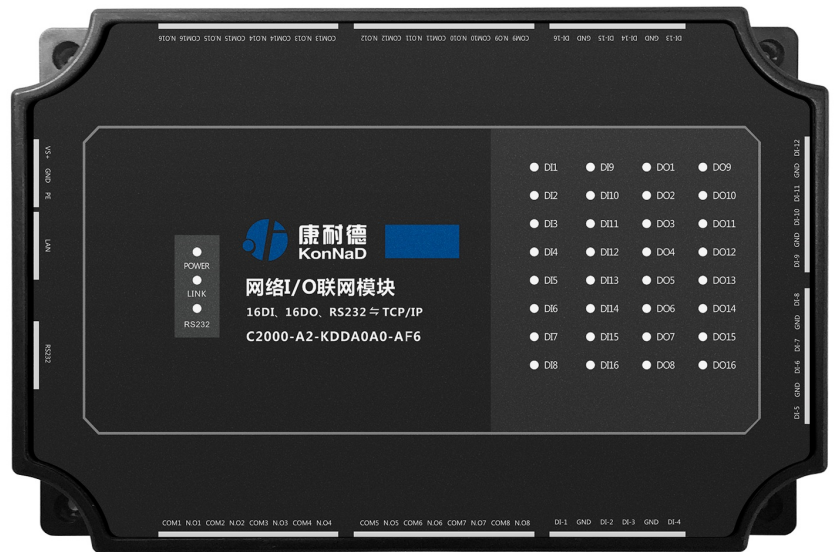 N.O16 COM16 N.O15 COM15 N.O14 COM14 N.O13 COM13
N.O12 COM12 N.O11 COM11 N.O10 COM10 N.O9 COM9
DI-16 GND DI-15 DI-14 GND DI-13
VS+ GND PE
LAN
RS232
POWER
LINK
RS232
康耐德
KonNaD
网络I/O联网模块
16DI、16DO、RS232⇋TCP/IP
C2000-A2-KDDA0A0-AF6
DI1 DI9 DO1 DO9
DI2 DI10 DO2 DO10
DI3 DI11 DO3 DO11
DI4 DI12 DO4 DO12
DI5 DI13 DO5 DO13
DI6 DI14 DO6 DO14
DI7 DI15 DO7 DO15
DI8 DI16 DO8 DO16
DI-9 GND DI-10 DI-11 GND DI-12
DI-5 GND DI-6 DI-7 GND DI-8
COM1 N.O1 COM2 N.O2 COM3 N.O3 COM4 N.O4
COM5 N.O5 COM6 N.O6 COM7 N.O7 COM8 N.O8
DI-1 GND DI-2 DI-3 GND DI-4